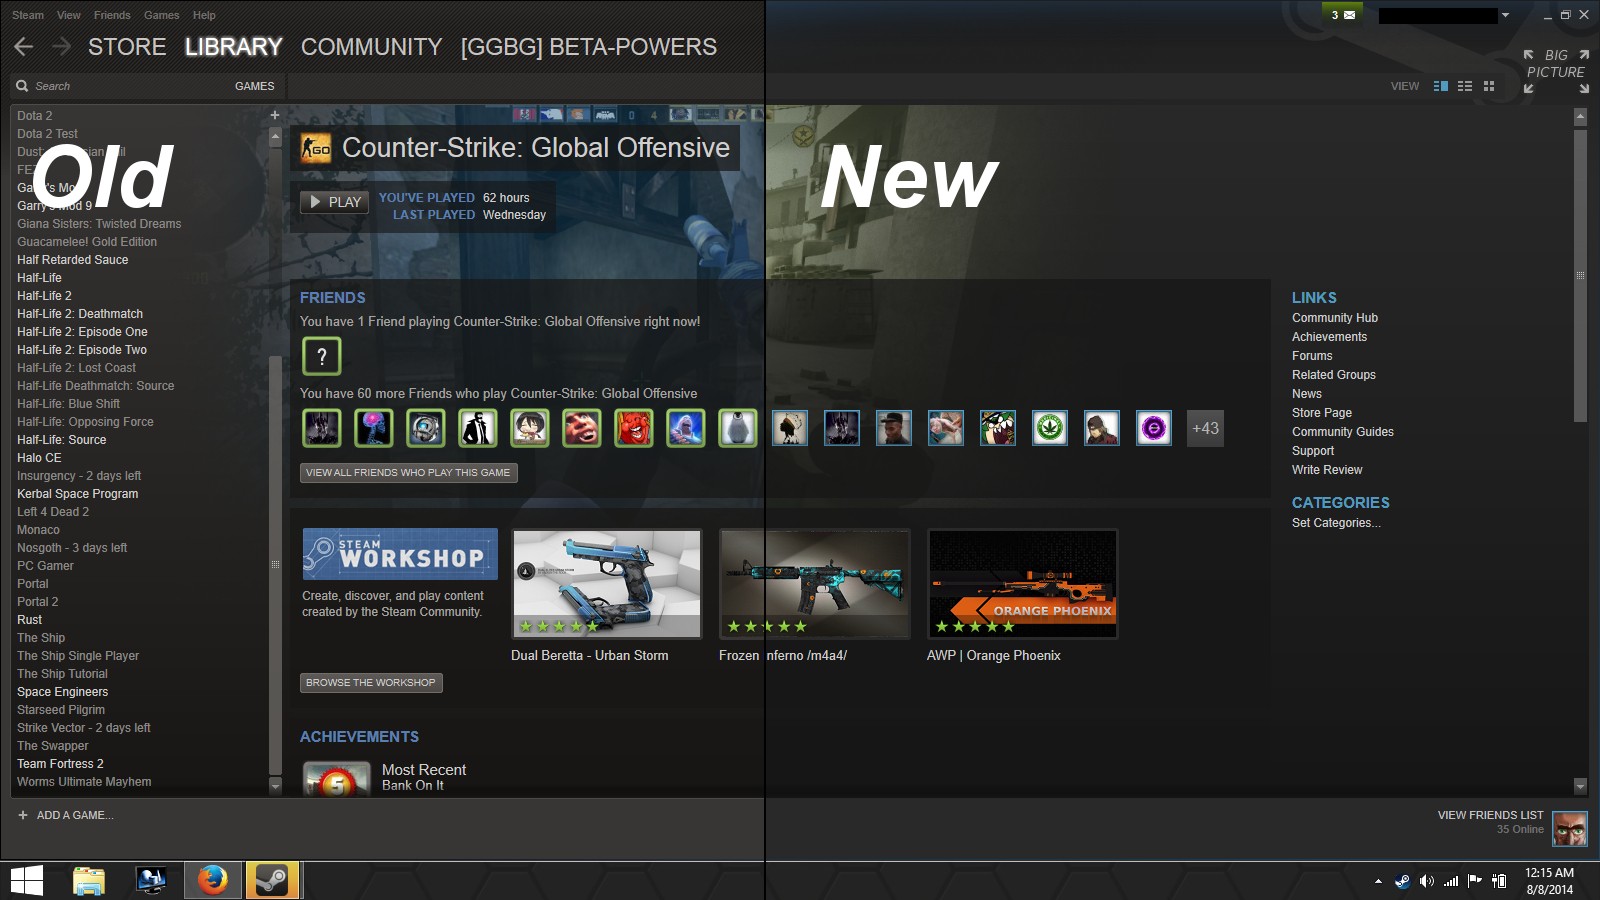 Steam View Friends Games Help
3
STORE LIBRARY COMMUNITY [GGBG] BETA-POWERS
BIG PICTURE
Search GAMES
VIEW
Dota 2
Dota 2 Test
FE
Garry's Mod
Garry's Mod 9
Giana Sisters: Twisted Dreams
Guacamelee! Gold Edition
Half Retarded Sauce
Half-Life
Half-Life 2
Half-Life 2: Deathmatch
Half-Life 2: Episode One
Half-Life 2: Episode Two
Half-Life 2: Lost Coast
Half-Life Deathmatch: Source
Half-Life: Blue Shift
Half-Life: Opposing Force
Half-Life: Source
Halo CE
Insurgency - 2 days left
Kerbal Space Program
Left 4 Dead 2
Monaco
Nosgoth - 3 days left
PC Gamer
Portal
Portal 2
Rust
The Ship
The Ship Single Player
The Ship Tutorial
Space Engineers
Starseed Pilgrim
Strike Vector - 2 days left
The Swapper
Team Fortress 2
Worms Ultimate Mayhem
+ ADD A GAME...
Old
New
0 4
GO
Counter-Strike: Global Offensive
PLAY
YOU'VE PLAYED 62 hours
LAST PLAYED Wednesday
FRIENDS
You have 1 Friend playing Counter-Strike: Global Offensive right now!
?
You have 60 more Friends who play Counter-Strike: Global Offensive
+43
VIEW ALL FRIENDS WHO PLAY THIS GAME
STEAM
WORKSHOP
Create, discover, and play content
created by the Steam Community.
BROWSE THE WORKSHOP
Dual Beretta - Urban Storm
Frozen Inferno /m4a4/
ORANGE PHOENIX
AWP | Orange Phoenix
ACHIEVEMENTS
5
Most Recent
Bank On It
LINKS
Community Hub
Achievements
Forums
Related Groups
News
Store Page
Community Guides
Support
Write Review
CATEGORIES
Set Categories...
VIEW FRIENDS LIST
35 Online
12:15 AM
8/8/2014